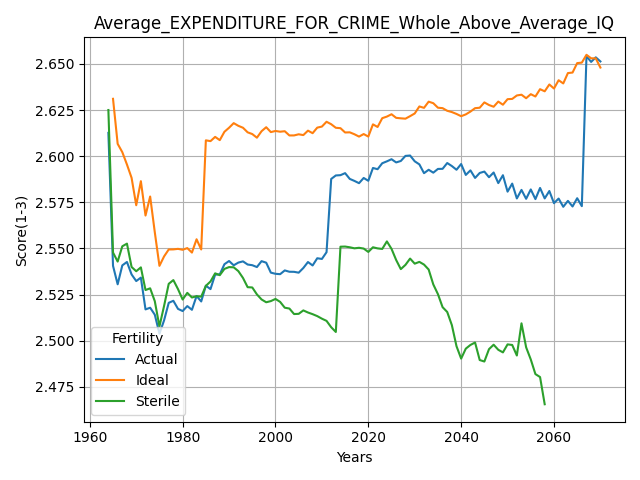 Average_EXPENDITURE_FOR_CRIME_Whole_Above_Average_IQ
Score(1-3)
2.650
2.625
2.600
2.575
2.550
2.525
2.500
2.475
Fertility
Actual
Ideal
Sterile
1960
1980
2000
2020
2040
2060
Years